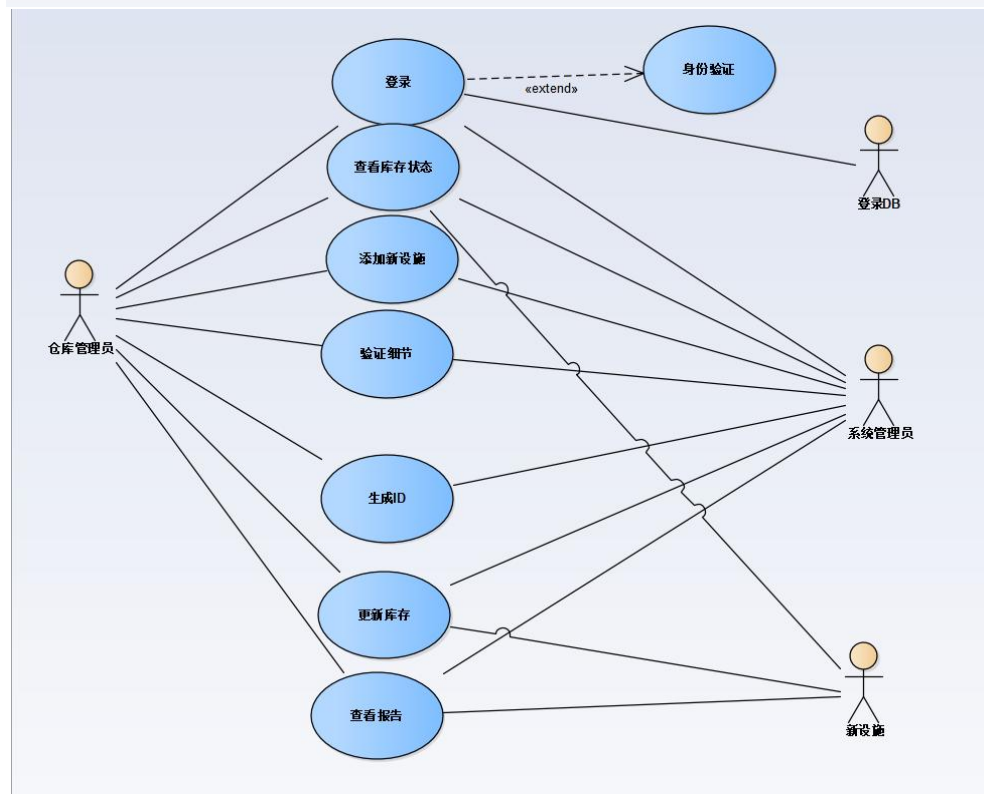 登录
身份验证
«extend»
查看库存状态
登录DB
添加新设施
仓库管理员
验证细节
系统管理员
生成ID
更新库存
查看报告
新设施